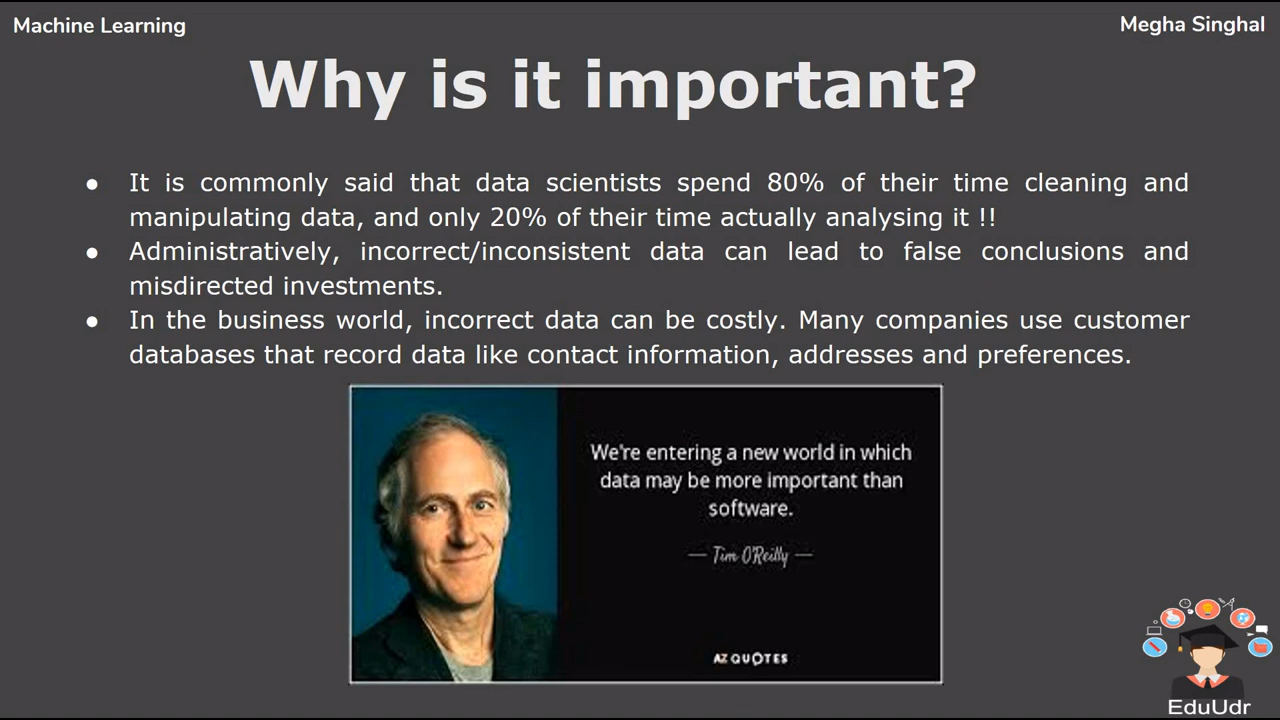 Machine Learning
Megha Singhal
Why is it important?
● It is commonly said that data scientists spend 80% of their time cleaning and
manipulating data, and only 20% of their time actually analysing it !!
● Administratively, incorrect/inconsistent data can lead to false conclusions and
misdirected investments.
● In the business world, incorrect data can be costly. Many companies use customer
databases that record data like contact information, addresses and preferences.
We're entering a new world in which
data may be more important than
software.
— Tim O'Reilly —
AZ QUOTES
EduUdr